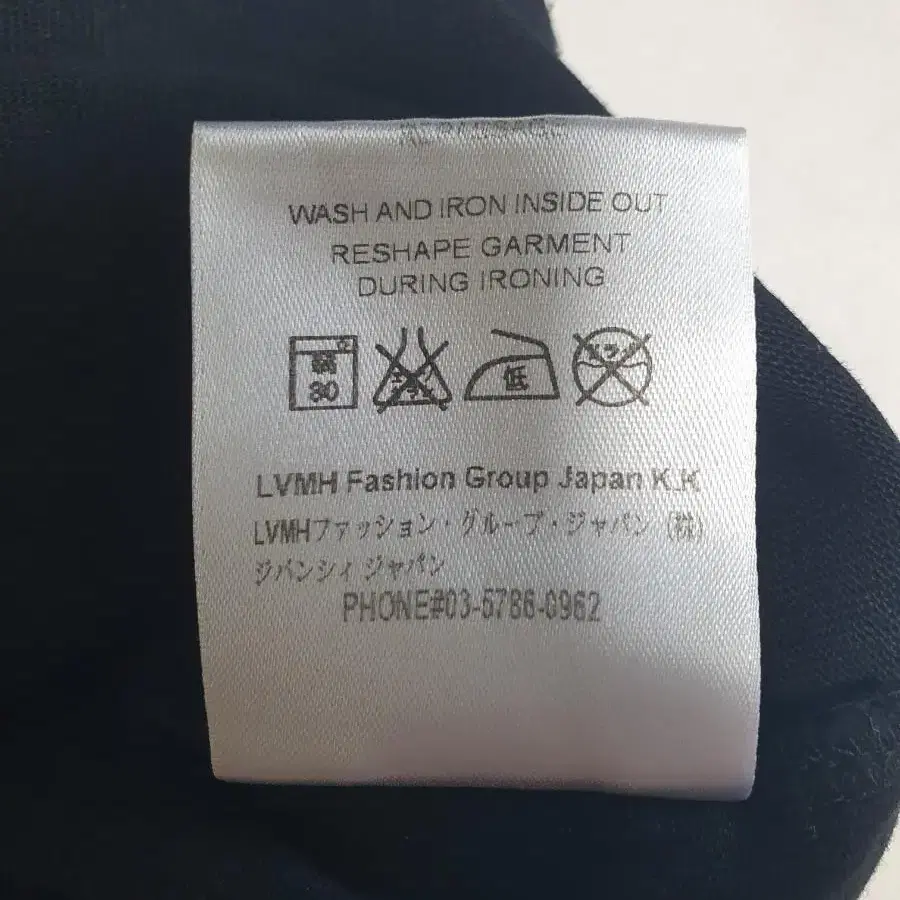 WASH AND IRON INSIDE OUT
RESHAPE GARMENT
DURING IRONING
30 低
LVMH Fashion Group Japan K.K
LVMHファッション・グループ・ジャパン (株)
ジバンシィ ジャパン
PHONE#03-5786-0962